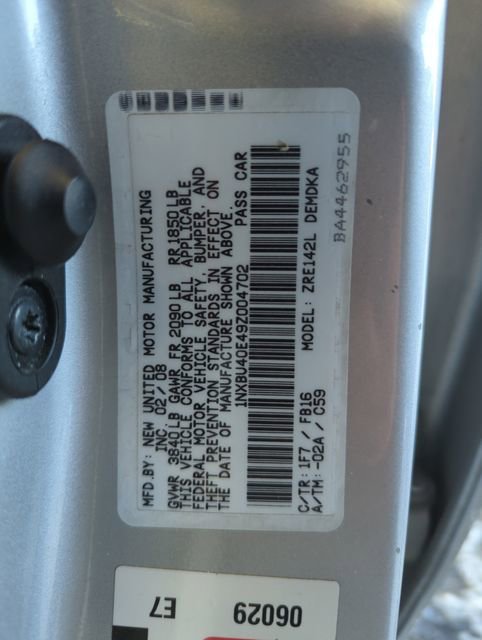 MFD.BY: NEW UNITED MOTOR MANUFACTURING
INC. 02/08
GVWR 3840LB GAWR FR 2090LB RR 1850LB
THIS VEHICLE CONFORMS TO ALL APPLICABLE
FEDERAL MOTOR VEHICLE SAFETY, BUMPER, AND
THEFT PREVENTION STANDARDS IN EFFECT ON
THE DATE OF MANUFACTURE SHOWN ABOVE.
1NXBU40E49Z004702 PASS CAR
C/TR: 1F7 / FB16 MODEL: ZRE142L DEMDKA
A/TM: -02A / C59
BA4462955
06029
E7